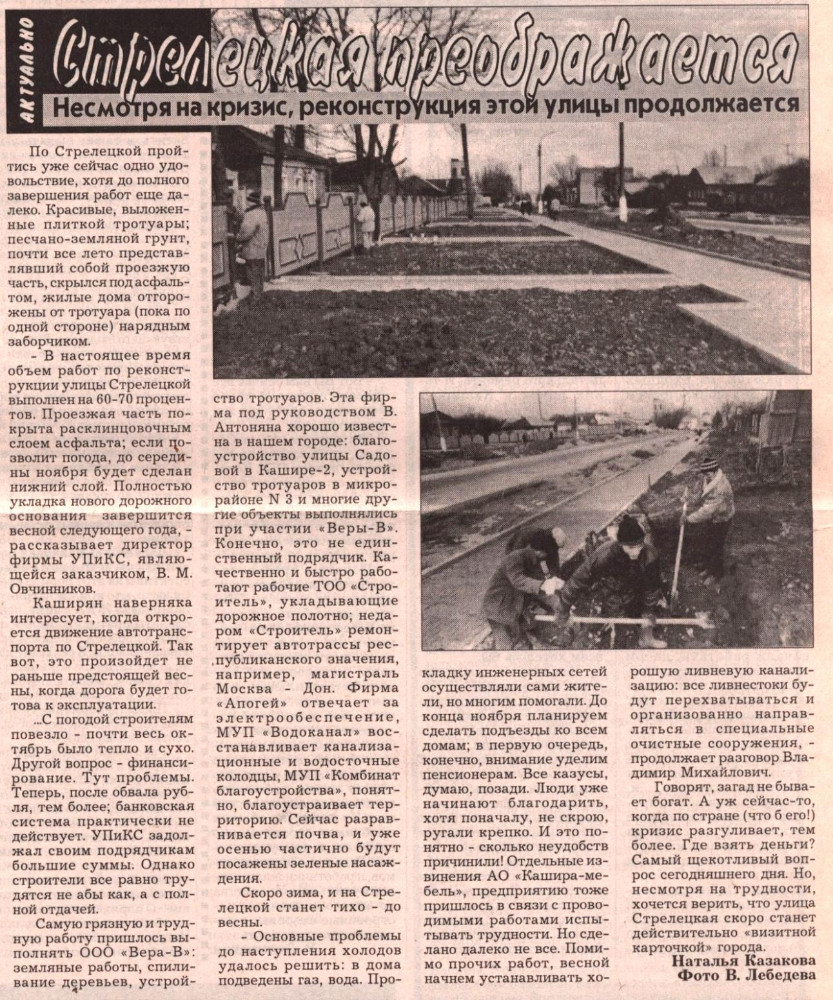 АКТУАЛЬНО
Стрелецкая преображается
Несмотря на кризис, реконструкция этой улицы продолжается
По Стрелецкой прой-
тись уже сейчас одно удо-
вольствие, хотя до полного
завершения работ еще да-
леко. Красивые, выложен-
ные плиткой тротуары;
песчано-земляной грунт,
почти все лето представ-
лявший собой проезжую
часть, скрылся под асфаль-
том, жилые дома отгоро-
жены от тротуара (пока по
одной стороне) нарядным
заборчиком.
- В настоящее время
объем работ по реконст-
рукции улицы Стрелецкой
выполнен на 60-70 процен-
тов. Проезжая часть по-
крыта расклинцовочным
слоем асфальта; если по-
зволит погода, до середи-
ны ноября будет сделан
нижний слой. Полностью
укладка нового дорожного
основания завершится
весной следующего года, -
рассказывает директор
фирмы УПиКС, являю-
щейся заказчиком, В. М.
Овчинников.
Каширян наверняка
интересует, когда откро-
ется движение автотранс-
порта по Стрелецкой. Так
вот, это произойдет не
раньше предстоящей вес-
ны, когда дорога будет го-
това к эксплуатации.
...С погодой строителям
повезло - почти весь ок-
тябрь было тепло и сухо.
Другой вопрос - финанси-
рование. Тут проблемы.
Теперь, после обвала руб-
ля, тем более; банковская
система практически не
действует. УПиКС задол-
жал своим подрядчикам
большие суммы. Однако
строители все равно тру-
дятся не абы как, а с пол-
ной отдачей.
Самую грязную и труд-
ную работу пришлось вы-
полнять ООО «Вера-В»:
земляные работы, спили-
вание деревьев, устрой-
ство тротуаров. Эта фир-
ма под руководством В.
Антоняна хорошо извест-
на в нашем городе: благо-
устройство улицы Садо-
вой в Кашире-2, устрой-
ство тротуаров в микро-
районе N 3 и многие дру-
гие объекты выполнялись
при участии «Веры-В».
Конечно, это не един-
ственный подрядчик. Ка-
чественно и быстро рабо-
тают рабочие ТОО «Стро-
итель», укладывающие
дорожное полотно; неда-
ром «Строитель» ремон-
тирует автотрассы рес-
публиканского значения,
например, магистраль
Москва - Дон. Фирма
«Апогей» отвечает за
электрообеспечение,
МУП «Водоканал» вос-
станавливает канализа-
ционные и водосточные
колодцы, МУП «Комбинат
благоустройства», понят-
но, благоустраивает тер-
риторию. Сейчас разрав-
нивается почва, и уже
осенью частично будут
посажены зеленые насаж-
дения.
Скоро зима, и на Стре-
лецкой станет тихо - до
весны.
- Основные проблемы
до наступления холодов
удалось решить: в дома
подведены газ, вода. Про-
кладку инженерных сетей
осуществляли сами жите-
ли, но многим помогали. До
конца ноября планируем
сделать подъезды ко всем
домам; в первую очередь,
конечно, внимание уделим
пенсионерам. Все казусы,
думаю, позади. Люди уже
начинают благодарить,
хотя поначалу, не скрою,
ругали крепко. И это по-
нятно - сколько неудобств
причинили! Отдельные из-
винения АО «Кашира-ме-
бель», предприятию тоже
пришлось в связи с прово-
димыми работами испы-
тывать трудности. Но сде-
лано далеко не все. Поми-
мо прочих работ, весной
начнем устанавливать хо-
рошую ливневую канали-
зацию: все ливнестоки бу-
дут перехватываться и
организованно направ-
ляться в специальные
очистные сооружения, -
продолжает разговор Вла-
димир Михайлович.
Говорят, загад не быва-
ет богат. А уж сейчас-то,
когда по стране (что б его!)
кризис разгуливает, тем
более. Где взять деньги?
Самый щекотливый воп-
рос сегодняшнего дня. Но,
несмотря на трудности,
хочется верить, что улица
Стрелецкая скоро станет
действительно «визитной
карточкой» города.
Наталья Казакова
Фото В. Лебедева